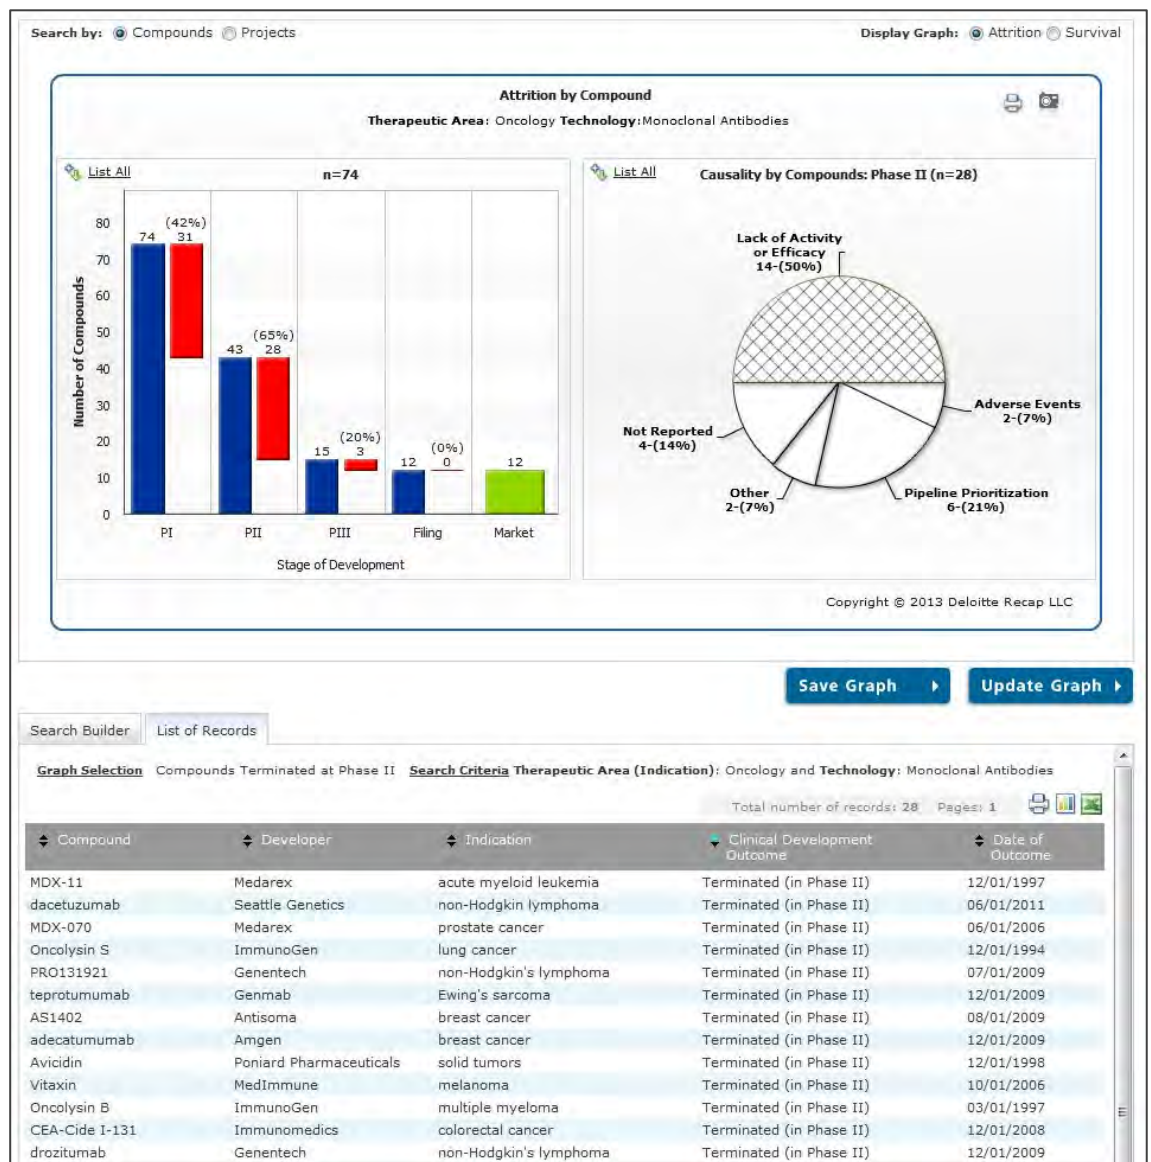 Search by: Compounds Projects Display Graph: Attrition Survival
Attrition by Compound
Therapeutic Area: Oncology Technology:Monoclonal Antibodies
List All n=74
80
70
60
50
40
30
20
10
0
Number of Compounds
(42%)
74 31
(65%)
43 28
(20%)
15 3
(0%)
12 0
12
PI PII PIII Filing Market
Stage of Development
List All Causality by Compounds: Phase II (n=28)
Lack of Activity
or Efficacy
14-(50%)
Adverse Events
2-(7%)
Not Reported
4-(14%)
Other
2-(7%)
Pipeline Prioritization
6-(21%)
Copyright © 2013 Deloitte Recap LLC
Save Graph Update Graph
Search Builder List of Records
Graph Selection Compounds Terminated at Phase II Search Criteria Therapeutic Area (Indication): Oncology and Technology: Monoclonal Antibodies
Total number of records: 28 Pages: 1
Compound Developer Indication Clinical Development Outcome Date of Outcome
MDX-11 Medarex acute myeloid leukemia Terminated (in Phase II) 12/01/1997
dacetuzumab Seattle Genetics non-Hodgkin's lymphoma Terminated (in Phase II) 06/01/2011
MDX-070 Medarex prostate cancer Terminated (in Phase II) 06/01/2006
Oncolysin S ImmunoGen lung cancer Terminated (in Phase II) 12/01/1994
PRO131921 Genentech non-Hodgkin's lymphoma Terminated (in Phase II) 07/01/2009
teprotumumab Genmab Ewing's sarcoma Terminated (in Phase II) 12/01/2009
AS1402 Antisoma breast cancer Terminated (in Phase II) 08/01/2009
adecatumumab Amgen breast cancer Terminated (in Phase II) 12/01/2009
Avicidin Poniard Pharmaceuticals solid tumors Terminated (in Phase II) 12/01/1998
Vitaxin MedImmune melanoma Terminated (in Phase II) 10/01/2006
Oncolysin B ImmunoGen multiple myeloma Terminated (in Phase II) 03/01/1997
CEA-Cide I-131 Immunomedics colorectal cancer Terminated (in Phase II) 12/01/2008
drozitumab Genentech non-Hodgkin's lymphoma Terminated (in Phase II) 12/01/2009